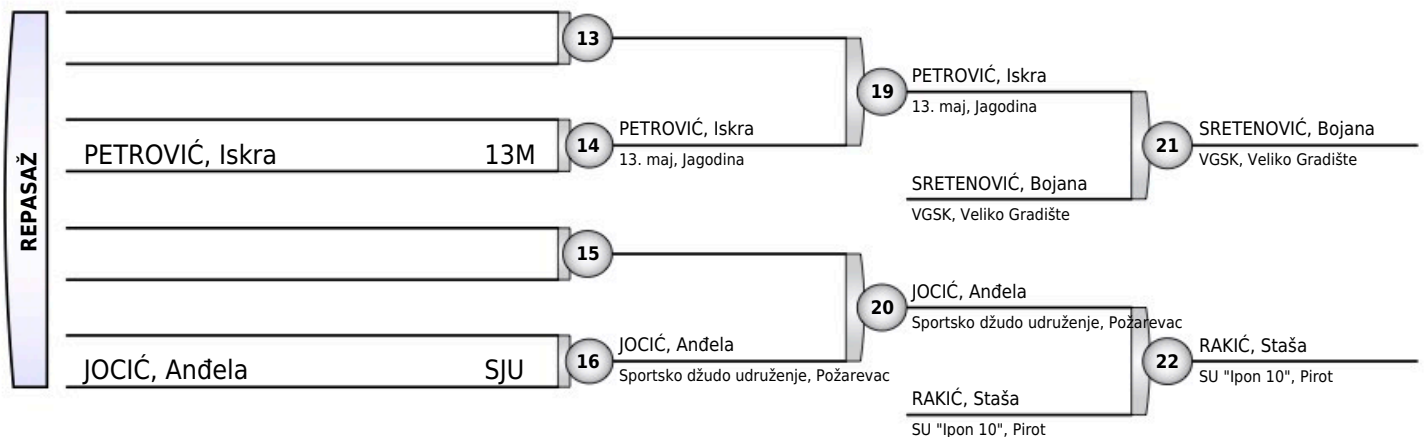 REPASAŽ
13
PETROVIĆ, Iskra 13M
14
PETROVIĆ, Iskra
13. maj, Jagodina
19
PETROVIĆ, Iskra
13. maj, Jagodina
SRETENOVIĆ, Bojana
VGSK, Veliko Gradište
21
SRETENOVIĆ, Bojana
VGSK, Veliko Gradište
15
JOCIĆ, Anđela SJU
16
JOCIĆ, Anđela
Sportsko džudo udruženje, Požarevac
20
JOCIĆ, Anđela
Sportsko džudo udruženje, Požarevac
RAKIĆ, Staša
SU "Ipon 10", Pirot
22
RAKIĆ, Staša
SU "Ipon 10", Pirot